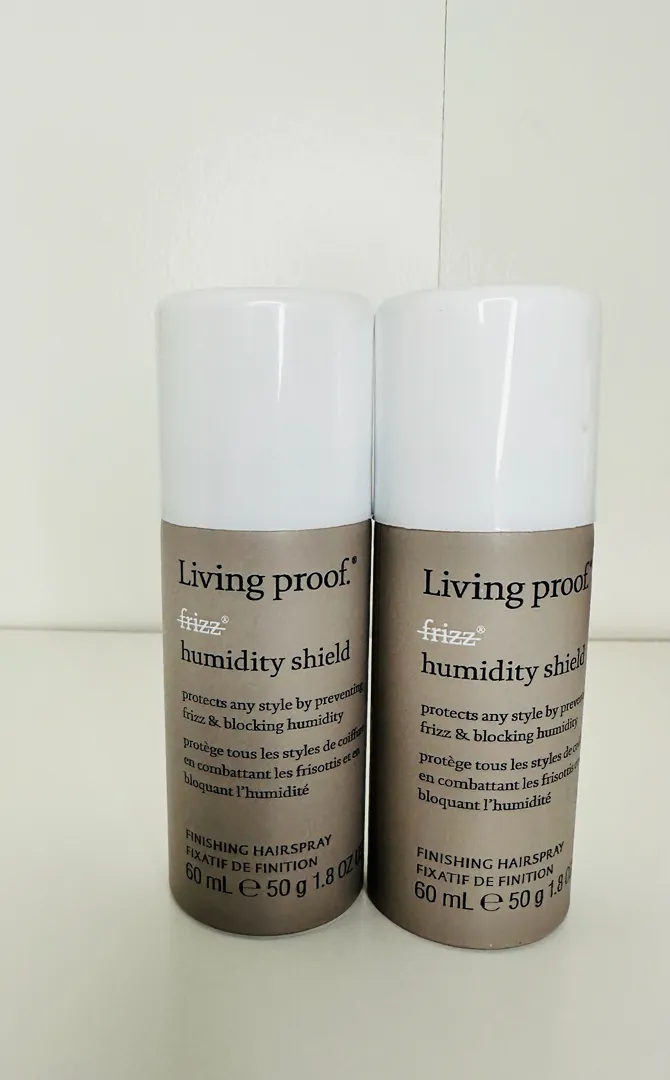 Living proof.®
frizz®
humidity shield
protects any style by preventing
frizz & blocking humidity
protège tous les styles de
en combattant les frisottis et en
bloquant l'humidité
FINISHING HAIRSPRAY
FIXATIF DE FINITION
60 mL ℮ 50 g 1.8 OZ
Living proof.
frizz®
humidity shield
protects any style by
frizz & blocking humidity
protège tous les styles de
en combattant les frisottis
bloquant l'humidité
FINISHING HAIRSPRAY
FIXATIF DE FINITION
60 mL ℮ 50 g 1.8